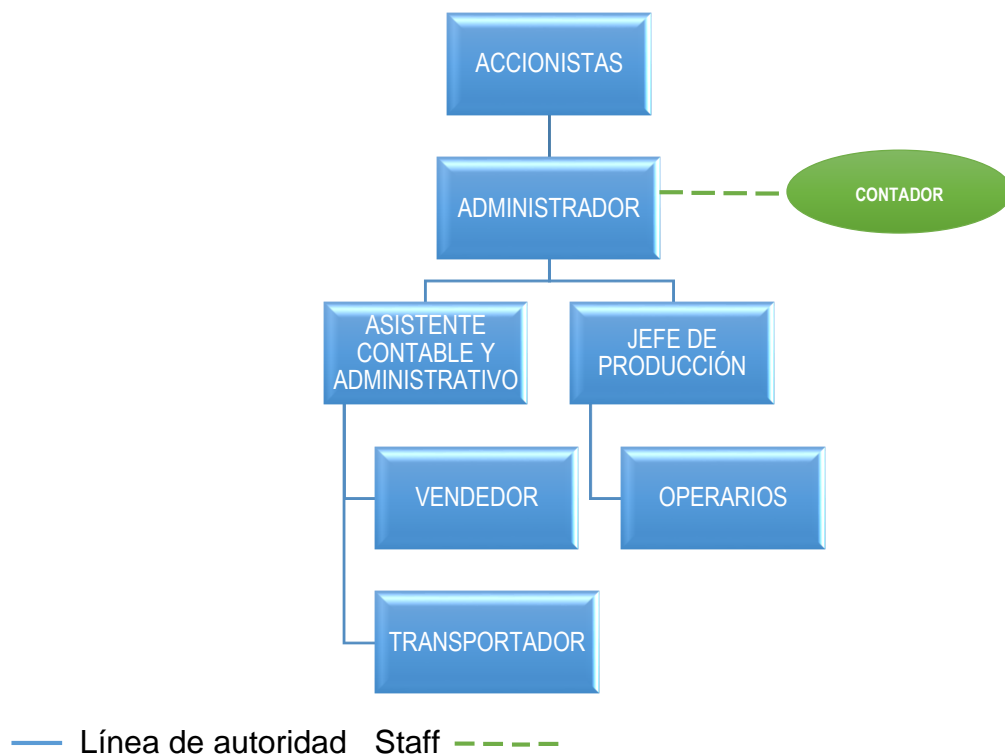 ACCIONISTAS
ADMINISTRADOR
CONTADOR
ASISTENTE
CONTABLE Y
ADMINISTRATIVO
JEFE DE
PRODUCCIÓN
VENDEDOR
OPERARIOS
TRANSPORTADOR
Línea de autoridad Staff